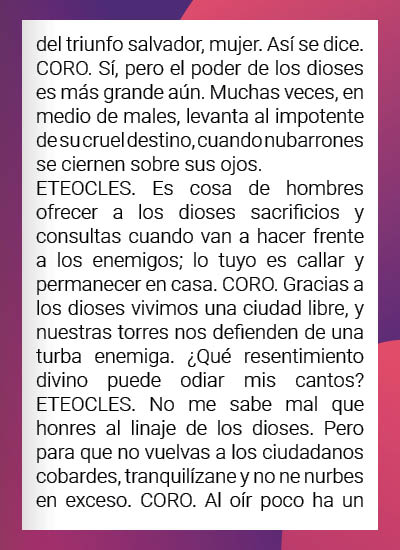 del triunfo salvador, mujer. Así se dice.
CORO. Sí, pero el poder de los dioses
es más grande aún. Muchas veces, en
medio de males, levanta al impotente
de su cruel destino, cuando nubarrones
se ciernen sobre sus ojos.
ETEOCLES. Es cosa de hombres
ofrecer a los dioses sacrificios y
consultas cuando van a hacer frente
a los enemigos; lo tuyo es callar y
permanecer en casa. CORO. Gracias a
los dioses vivimos una ciudad libre, y
nuestras torres nos defienden de una
turba enemiga. ¿Qué resentimiento
divino puede odiar mis cantos?
ETEOCLES. No me sabe mal que
honres al linaje de los dioses. Pero
para que no vuelvas a los ciudadanos
cobardes, tranquilízane y no ne nurbes
en exceso. CORO. Al oír poco ha un